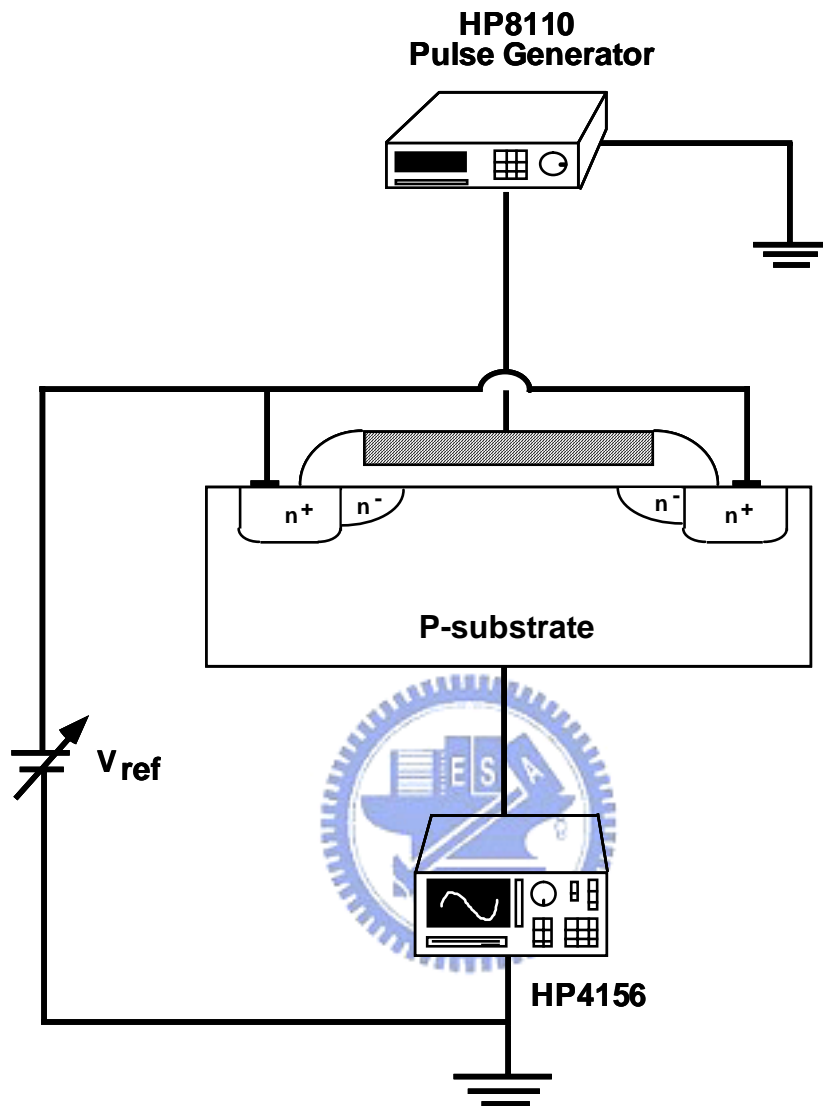 HP8110
Pulse Generator
n+
n-
n-
n+
P-substrate
Vref
E S A
HP4156